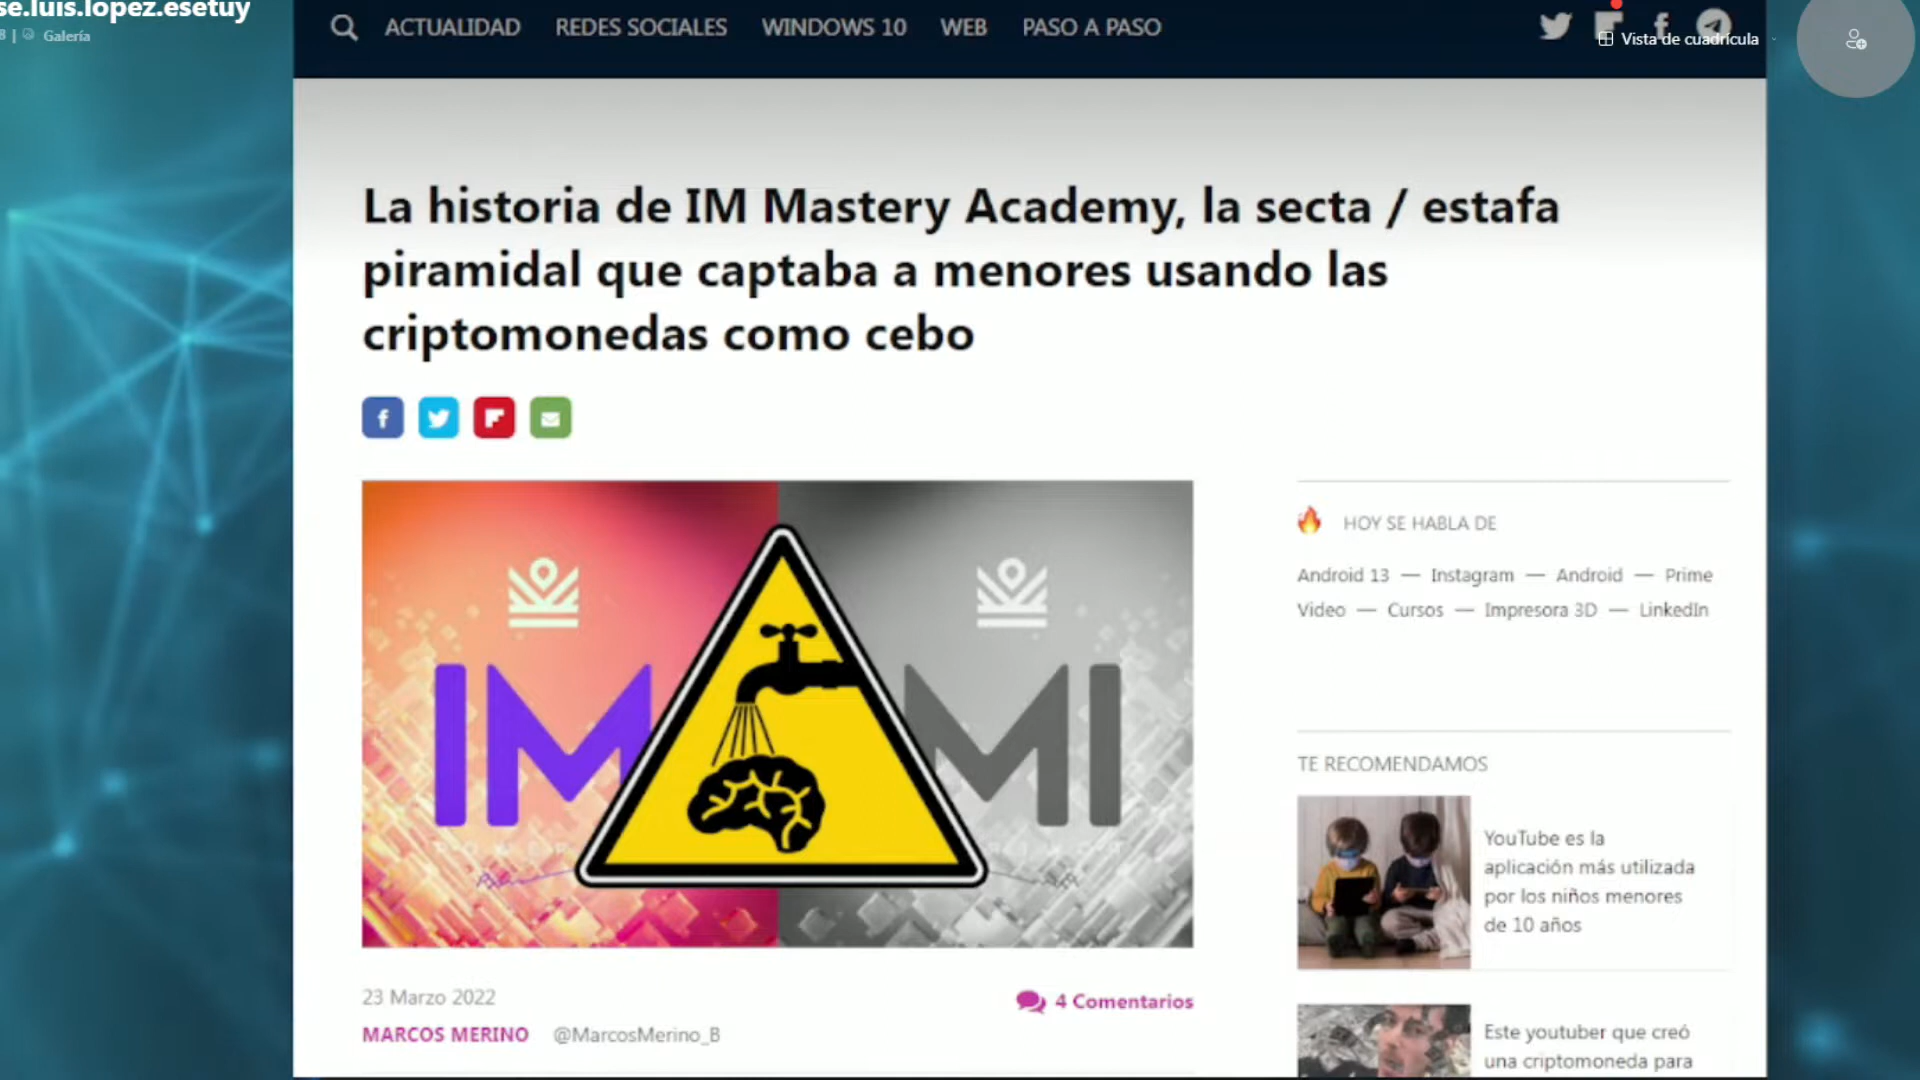 se.luis.lopez.esetuy
8 | Galería
ACTUALIDAD REDES SOCIALES WINDOWS 10 WEB PASO A PASO
Vista de cuadrícula
La historia de IM Mastery Academy, la secta / estafa
piramidal que captaba a menores usando las
criptomonedas como cebo
IM
MI
HOY SE HABLA DE
Android 13 — Instagram — Android — Prime
Video — Cursos — Impresora 3D — LinkedIn
TE RECOMENDAMOS
YouTube es la
aplicación más utilizada
por los niños menores
de 10 años
23 Marzo 2022
4 Comentarios
MARCOS MERINO @MarcosMerino_B
Este youtuber que creó
una criptomoneda para